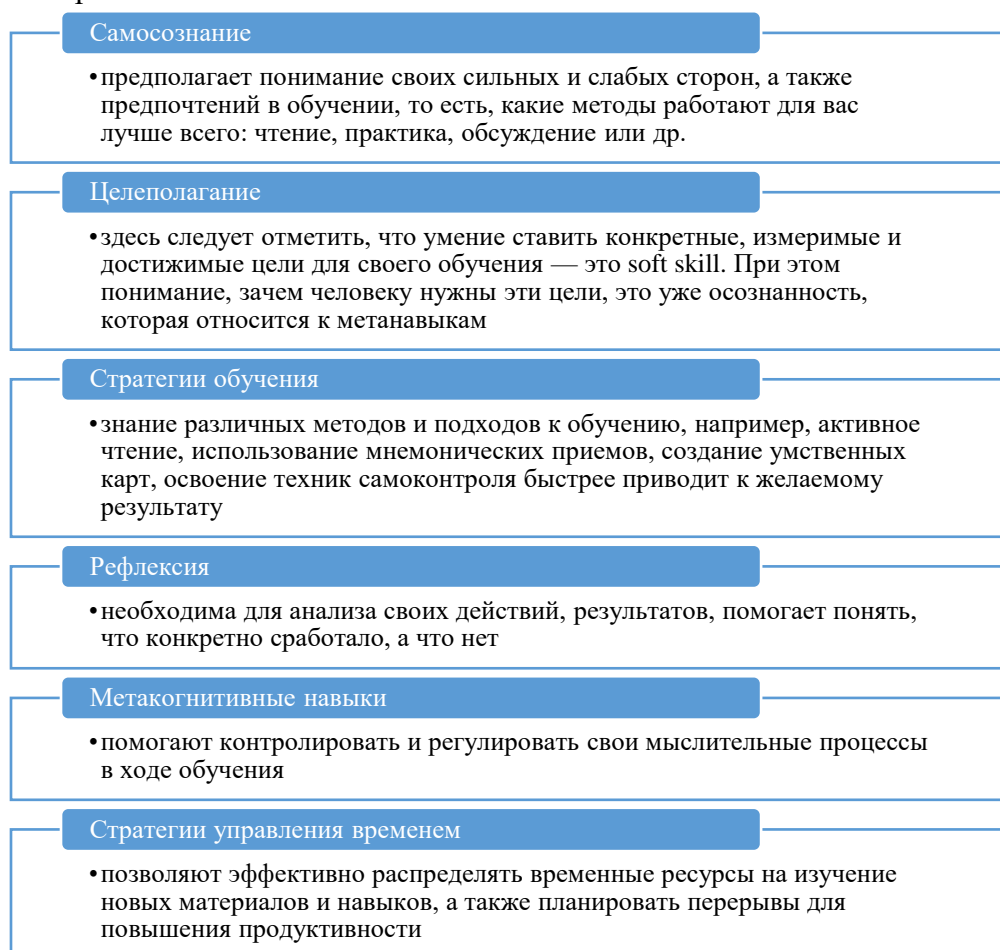 Самосознание
•предполагает понимание своих сильных и слабых сторон, а также
предпочтений в обучении, то есть, какие методы работают для вас
лучше всего: чтение, практика, обсуждение или др.
Целеполагание
•здесь следует отметить, что умение ставить конкретные, измеримые и
достижимые цели для своего обучения — это soft skill. При этом
понимание, зачем человеку нужны эти цели, это уже осознанность,
которая относится к метанавыкам
Стратегии обучения
•знание различных методов и подходов к обучению, например, активное
чтение, использование мнемонических приемов, создание умственных
карт, освоение техник самоконтроля быстрее приводит к желаемому
результату
Рефлексия
•необходима для анализа своих действий, результатов, помогает понять,
что конкретно сработало, а что нет
Метакогнитивные навыки
•помогают контролировать и регулировать свои мыслительные процессы
в ходе обучения
Стратегии управления временем
•позволяют эффективно распределять временные ресурсы на изучение
новых материалов и навыков, а также планировать перерывы для
повышения продуктивности